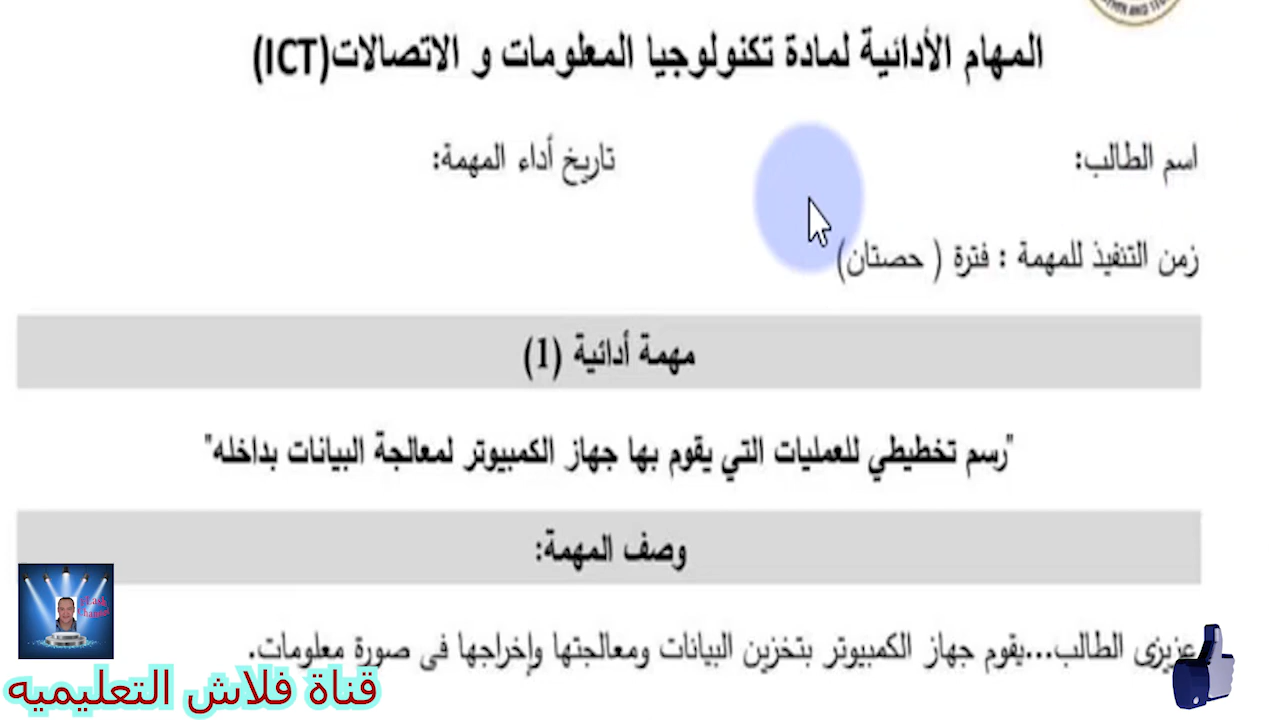 المهام الأدائية لمادة تكنولوجيا المعلومات و الاتصالات(ICT)
اسم الطالب: تاريخ أداء المهمة:
زمن التنفيذ للمهمة : فترة ( حصتان)
مهمة أدائية (1)
"رسم تخطيطي للعمليات التي يقوم بها جهاز الكمبيوتر لمعالجة البيانات بداخله"
وصف المهمة:
عزيزى الطالب...يقوم جهاز الكمبيوتر بتخزين البيانات ومعالجتها وإخراجها فى صورة معلومات.
قناة فلاش التعليميه